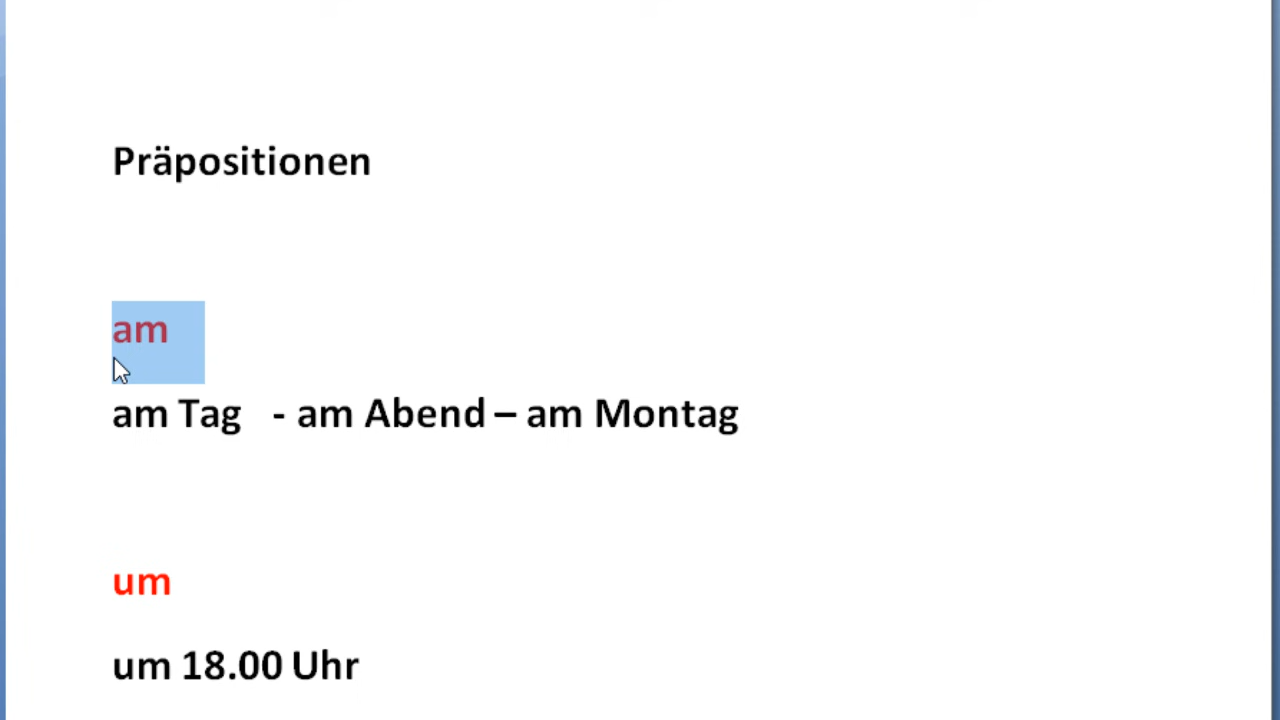 Präpositionen
am
am Tag - am Abend – am Montag
um
um 18.00 Uhr